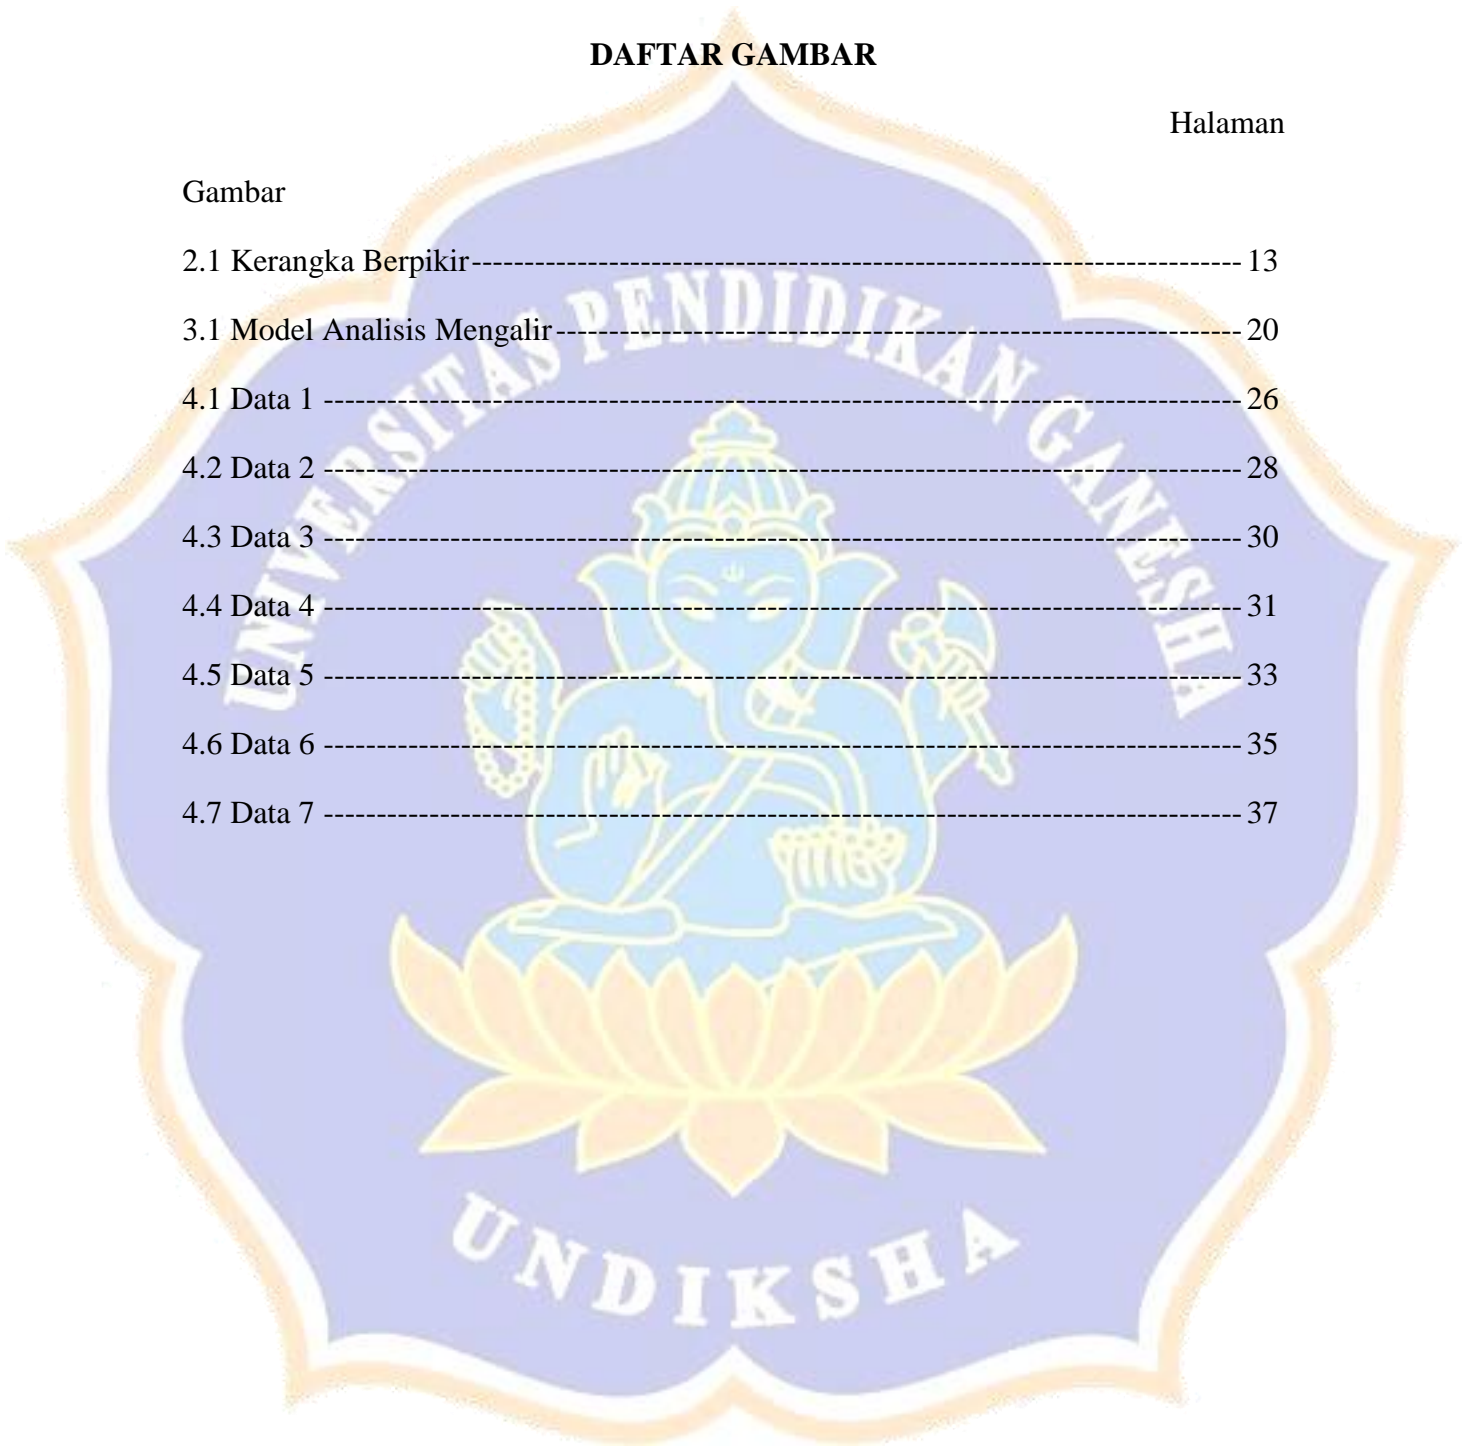 DAFTAR GAMBAR
Halaman
Gambar
2.1 Kerangka Berpikir------------------------------------------------------------------------- 13
3.1 Model Analisis Mengalir----------------------------------------------------------------- 20
4.1 Data 1 --------------------------------------------------------------------------------------- 26
4.2 Data 2 --------------------------------------------------------------------------------------- 28
4.3 Data 3 --------------------------------------------------------------------------------------- 30
4.4 Data 4 --------------------------------------------------------------------------------------- 31
4.5 Data 5 --------------------------------------------------------------------------------------- 33
4.6 Data 6 --------------------------------------------------------------------------------------- 35
4.7 Data 7 --------------------------------------------------------------------------------------- 37
UNIVERSITAS PENDIDIKAN GANESHA
UNDIKSHA